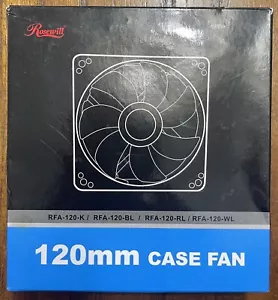 Rosewill
RFA-120-K / RFA-120-BL / RFA-120-RL / RFA-120-WL
120mm CASE FAN